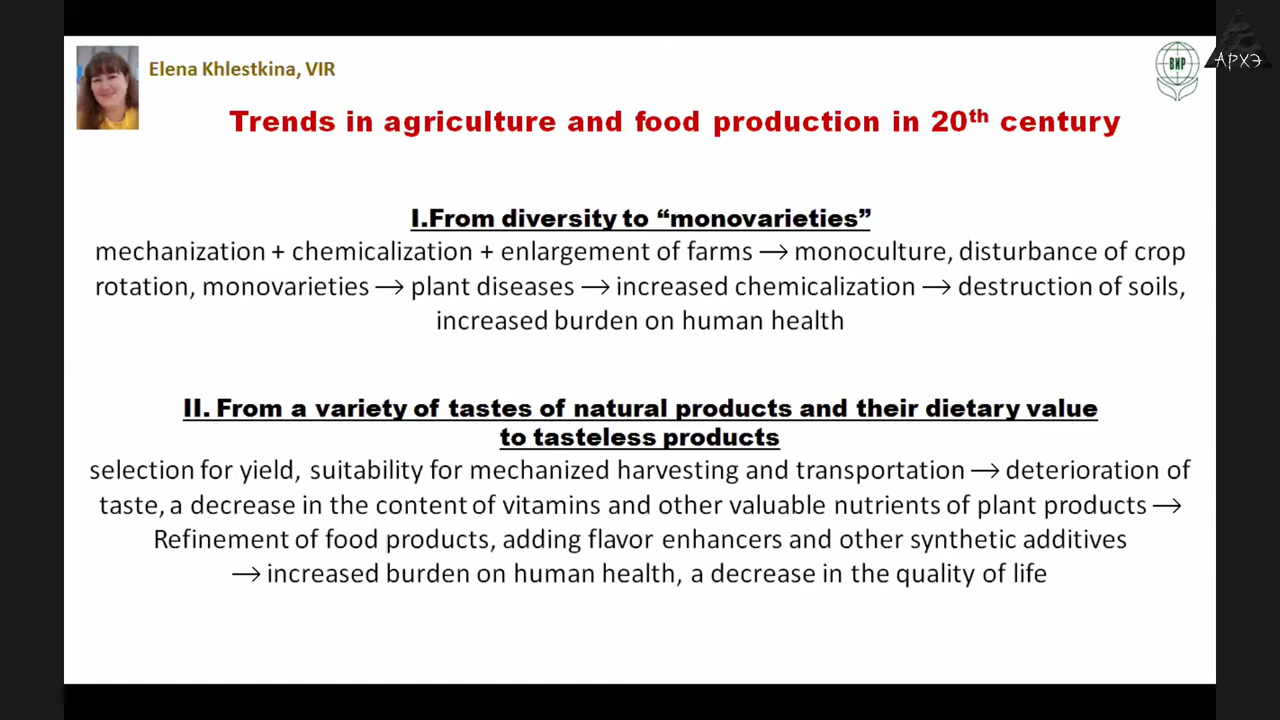 Elena Khlestkina, VIR
ВИР
АРХЭ
Trends in agriculture and food production in 20th century
I.From diversity to “monovarieties”
mechanization + chemicalization + enlargement of farms → monoculture, disturbance of crop
rotation, monovarieties → plant diseases → increased chemicalization → destruction of soils,
increased burden on human health
II. From a variety of tastes of natural products and their dietary value
to tasteless products
selection for yield, suitability for mechanized harvesting and transportation → deterioration of
taste, a decrease in the content of vitamins and other valuable nutrients of plant products →
Refinement of food products, adding flavor enhancers and other synthetic additives
→ increased burden on human health, a decrease in the quality of life